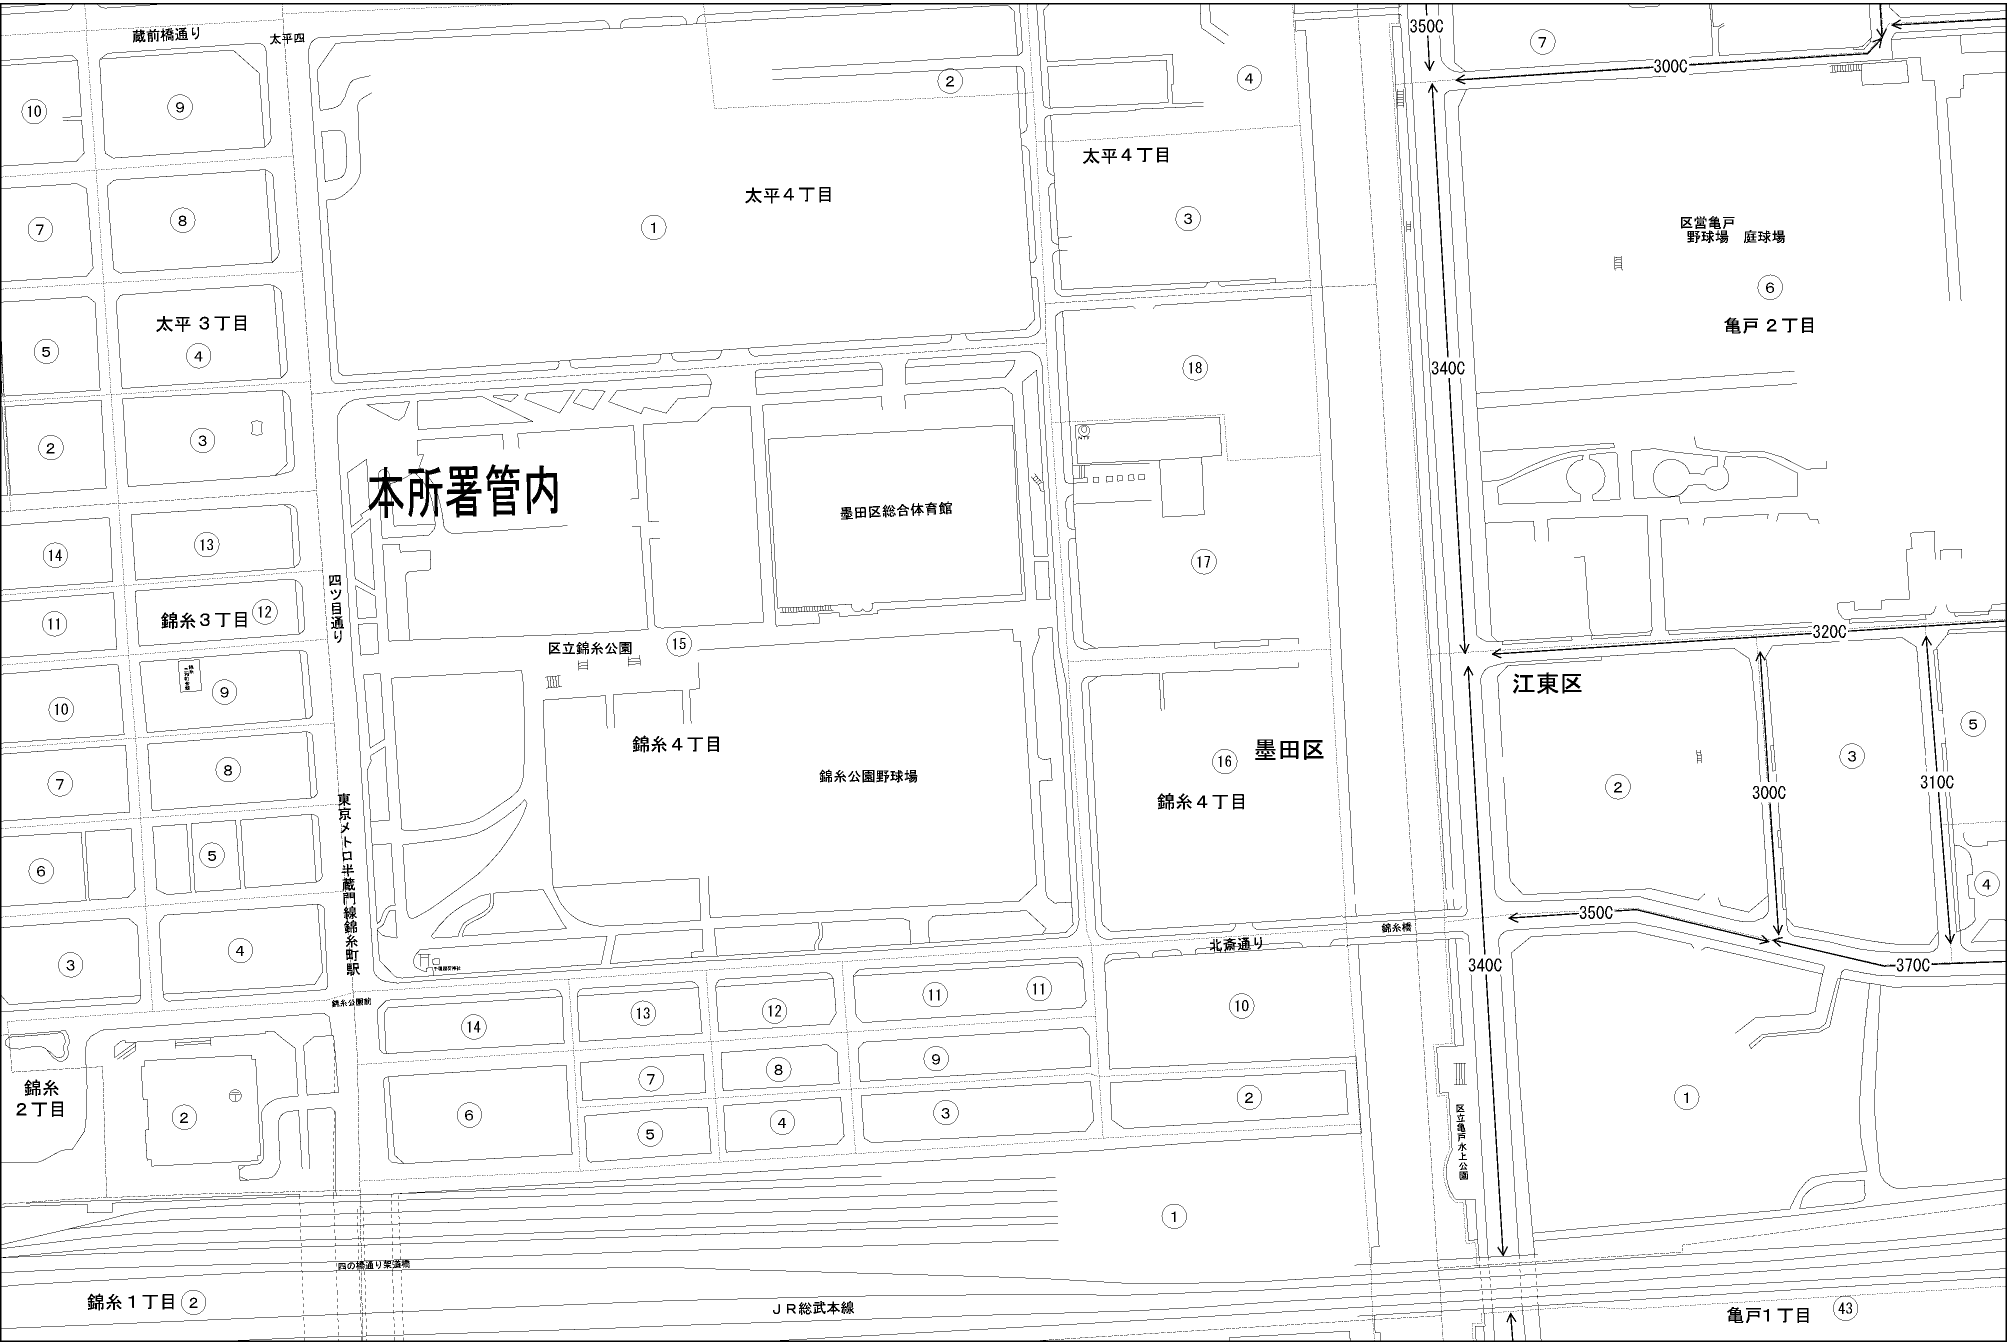 蔵前橋通り
太平四
350C
7
300C
10
9
2
4
太平４丁目
太平４丁目
7
8
1
3
区営亀戸
野球場　庭球場
6
亀戸２丁目
太平３丁目
5
4
18
340C
2
3
本所署管内
墨田区総合体育館
14
13
17
四ツ目通り
11
錦糸３丁目
12
320C
区立錦糸公園
15
江東区
10
9
錦糸４丁目
墨田区
16
錦糸公園野球場
錦糸４丁目
7
8
2
3
5
300C
310C
東京メトロ半蔵門線錦糸町駅
6
5
4
350C
北斎通り
錦糸橋
3
4
340C
370C
錦糸公園前
14
13
12
11
11
10
錦糸
２丁目
2
6
7
8
9
5
4
3
2
1
区立亀戸水上公園
1
四の橋通り架道橋
錦糸１丁目
2
ＪＲ総武本線
亀戸１丁目
43